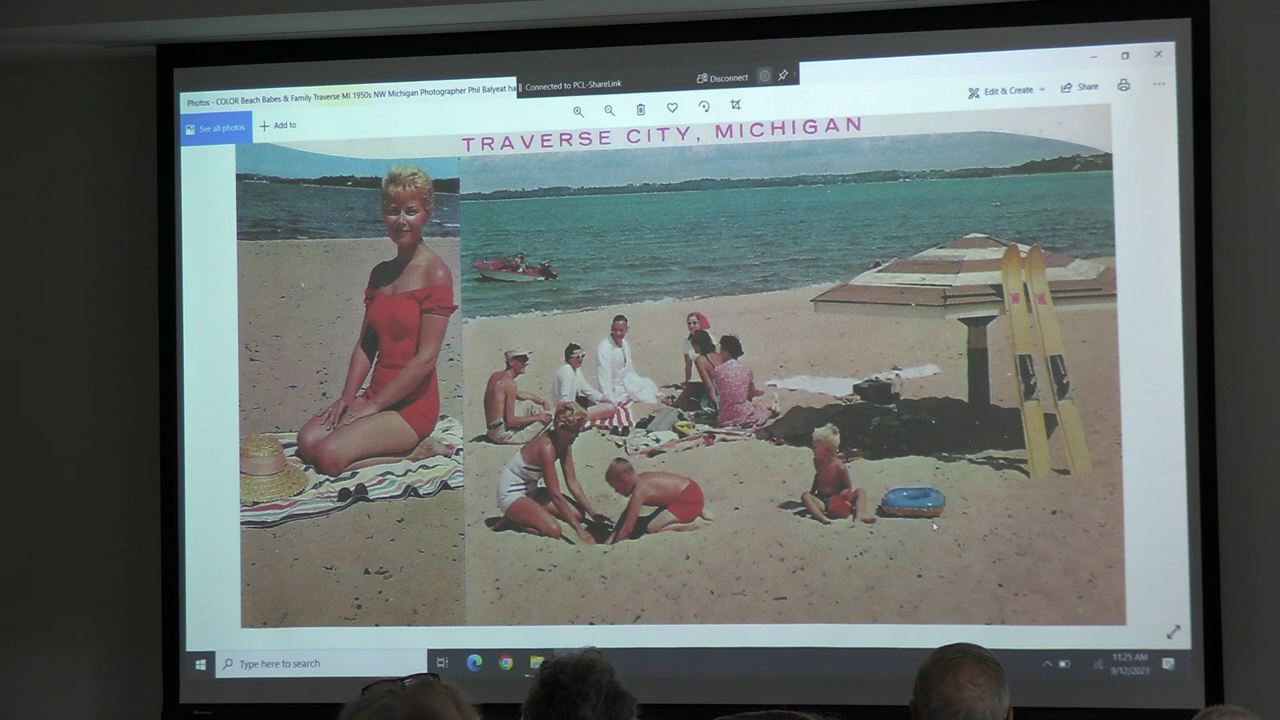 Photos - COLOR Beach Babes & Family Traverse MI 1950s NW Michigan Photographer Phil Balyeat ha
Connected to PCL-ShareLink
Disconnect
See all photos
Add to
Edit & Create
Share
TRAVERSE CITY, MICHIGAN
Type here to search
11:25 AM
9/12/2021